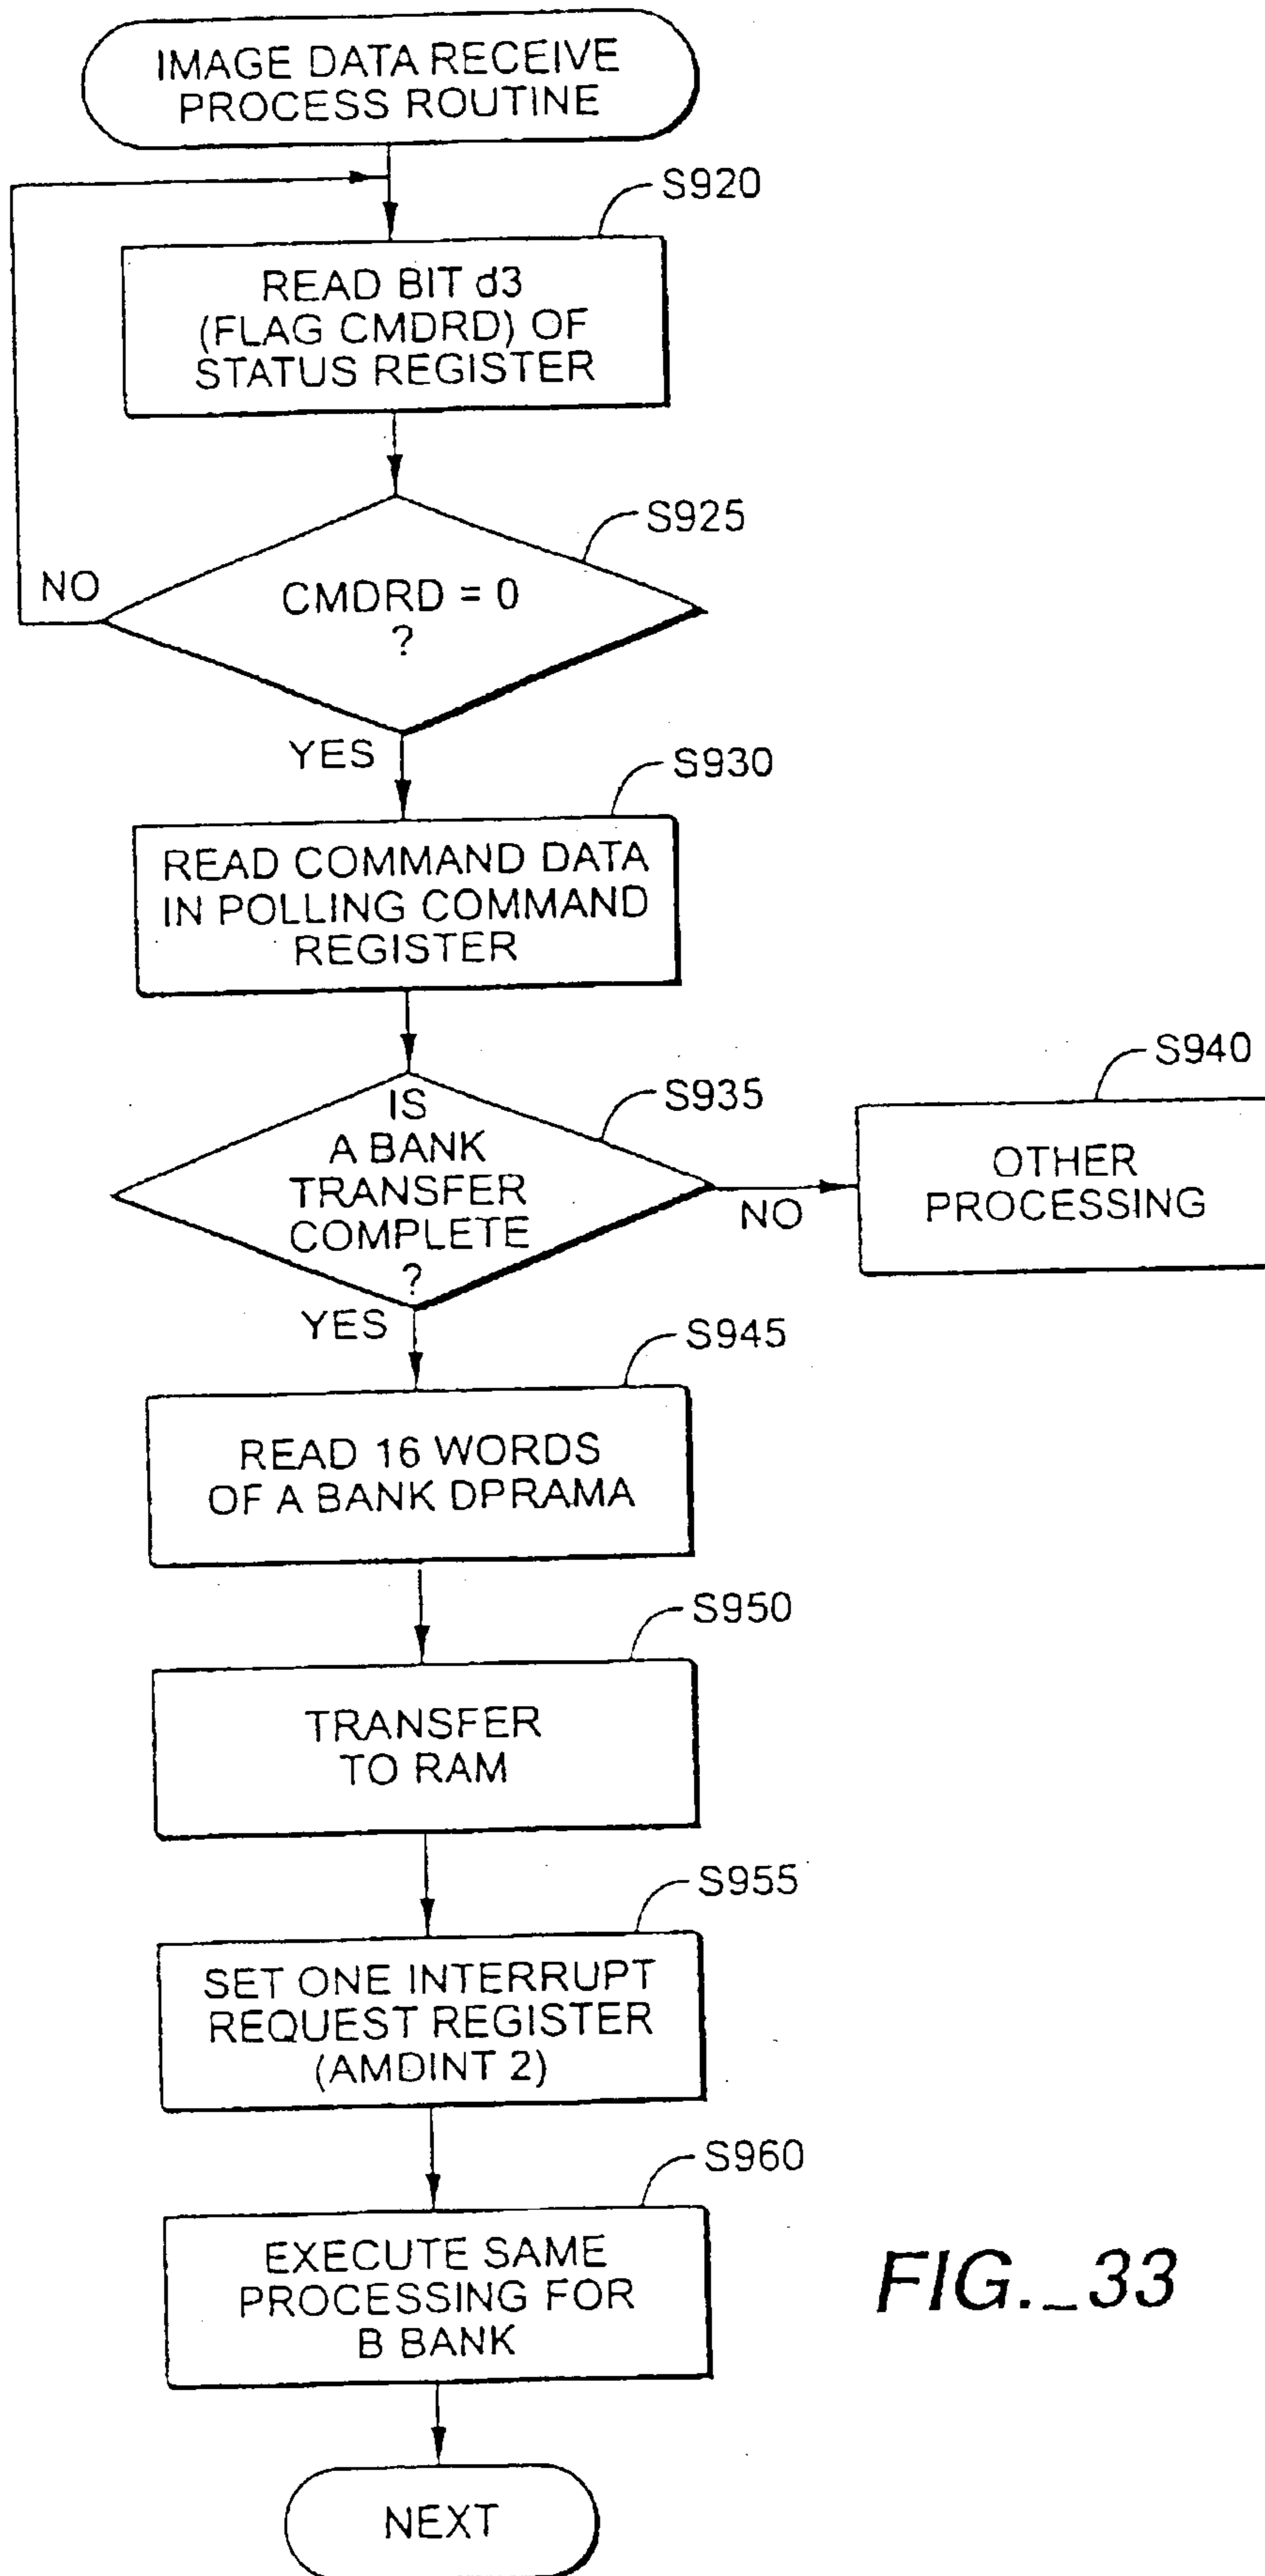 IMAGE DATA RECEIVE
PROCESS ROUTINE
S920
READ BIT d3
(FLAG CMDRD) OF
STATUS REGISTER
S925
NO
CMDRD = 0
?
YES
S930
READ COMMAND DATA
IN POLLING COMMAND
REGISTER
S935
S940
IS
A BANK
TRANSFER
COMPLETE
?
NO
OTHER
PROCESSING
YES
S945
READ 16 WORDS
OF A BANK DPRAMA
S950
TRANSFER
TO RAM
S955
SET ONE INTERRUPT
REQUEST REGISTER
(AMDINT 2)
S960
EXECUTE SAME
PROCESSING FOR
B BANK
FIG._33
NEXT